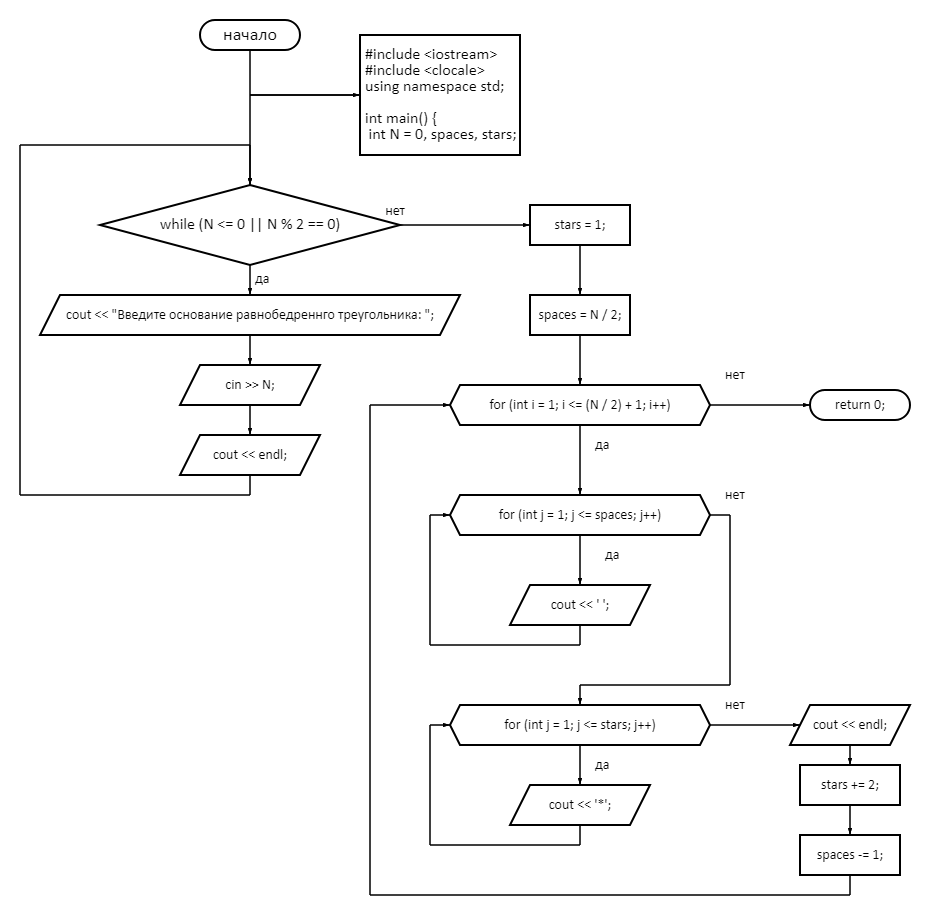 начало
#include <iostream>
#include <clocale>
using namespace std;
int main() {
int N = 0, spaces, stars;
while (N <= 0 || N % 2 == 0)
нет
да
cout << "Введите основание равнобедреннго треугольника: ";
cin >> N;
cout << endl;
stars = 1;
spaces = N / 2;
for (int i = 1; i <= (N / 2) + 1; i++)
нет
return 0;
да
for (int j = 1; j <= spaces; j++)
нет
да
cout << ' ';
for (int j = 1; j <= stars; j++)
нет
да
cout << '*';
cout << endl;
stars += 2;
spaces -= 1;